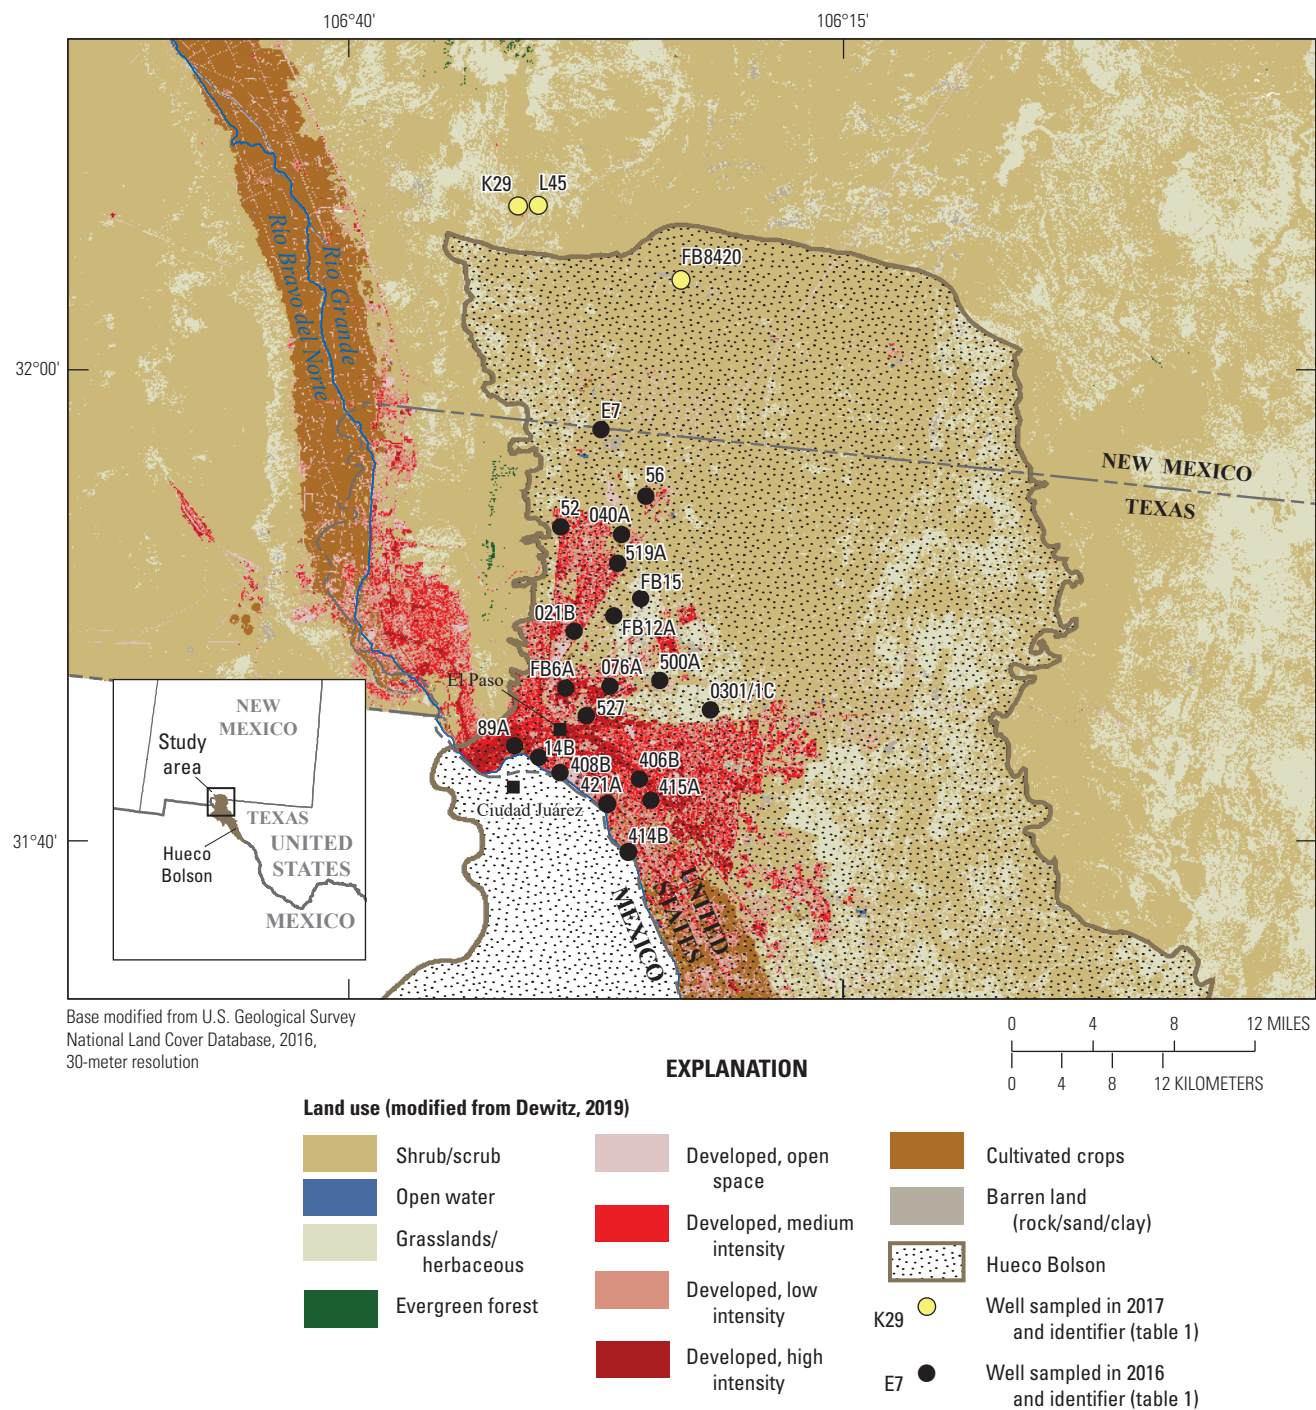 106°40'
106°15'
K29
L45
FB8420
Rio Grande
Rio Bravo del Norte
32°00'
E7
NEW MEXICO
TEXAS
56
52
040A
519A
FB15
021B
FB12A
FB6A
076A
500A
El Paso
0301/1C
527
89A
14B
408B
406B
421A
415A
Ciudad Juárez
414B
31°40'
UNITED
STATES
MEXICO
NEW
MEXICO
Study
area
TEXAS
UNITED
STATES
Hueco
Bolson
MEXICO
Base modified from U.S. Geological Survey
National Land Cover Database, 2016,
30-meter resolution
0 4 8 12 MILES
0 4 8 12 KILOMETERS
EXPLANATION
Land use (modified from Dewitz, 2019)
Shrub/scrub
Open water
Grasslands/
herbaceous
Evergreen forest
Developed, open
space
Developed, medium
intensity
Developed, low
intensity
Developed, high
intensity
Cultivated crops
Barren land
(rock/sand/clay)
Hueco Bolson
K29
Well sampled in 2017
and identifier (table 1)
E7
Well sampled in 2016
and identifier (table 1)